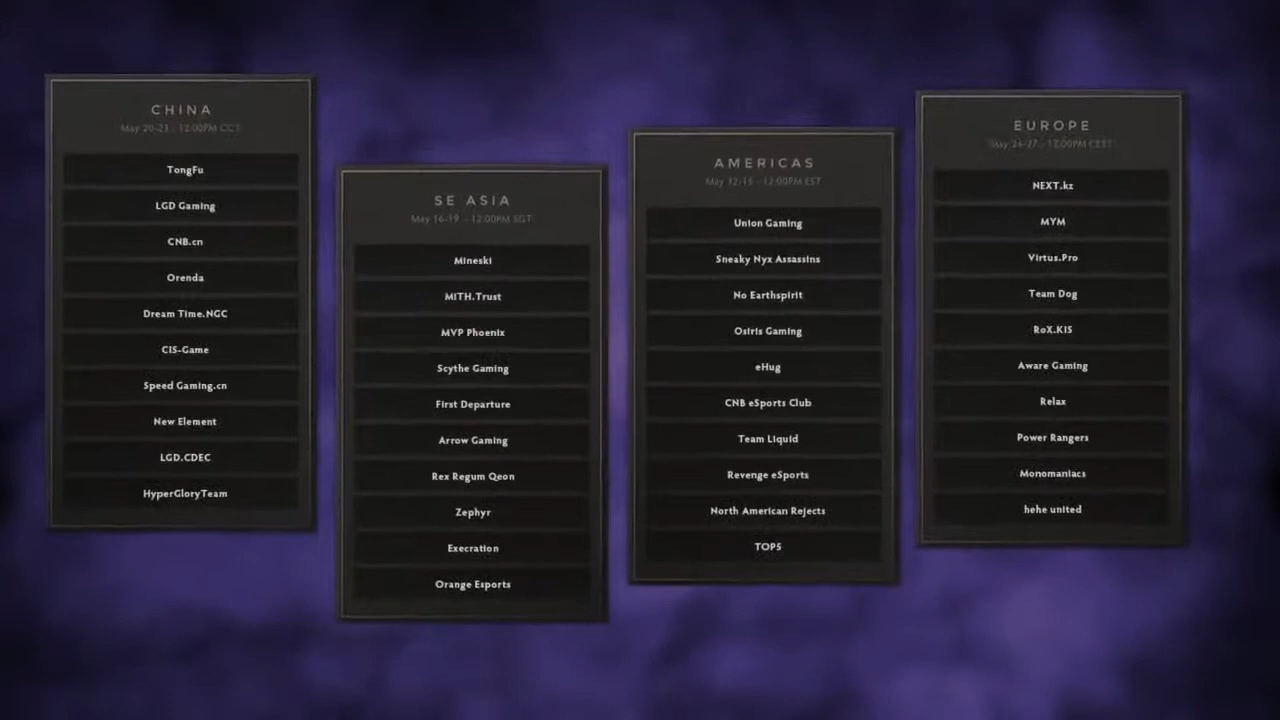 CHINA
May 20-23 - 12:00PM CCT
TongFu
LGD Gaming
CNB.cn
Orenda
Dream Time.NGC
CIS-Game
Speed Gaming.cn
New Element
LGD.CDEC
HyperGloryTeam
SE ASIA
May 16-19 - 12:00PM SGT
Mineski
MiTH.Trust
MVP Phoenix
Scythe Gaming
First Departure
Arrow Gaming
Rex Regum Qeon
Zephyr
Execration
Orange Esports
AMERICAS
May 12-15 - 12:00PM EST
Union Gaming
Sneaky Nyx Assassins
No Earthspirit
Osiris Gaming
eHug
CNB eSports Club
Team Liquid
Revenge eSports
North American Rejects
TOP5
EUROPE
May 24-27 - 12:00PM CEST
NEXT.kz
MYM
Virtus.Pro
Team Dog
RoX.KIS
Aware Gaming
Relax
Power Rangers
Monomaniacs
hehe united